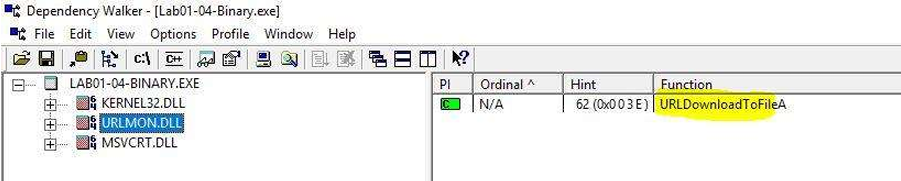 Dependency Walker - [Lab01-04-Binary.exe]
File Edit View Options Profile Window Help
c:\ C++
LAB01-04-BINARY.EXE
KERNEL32.DLL
URLMON.DLL
MSVCRT.DLL
PI Ordinal ^ Hint Function
C N/A 62 (0x003E) URLDownloadToFileA